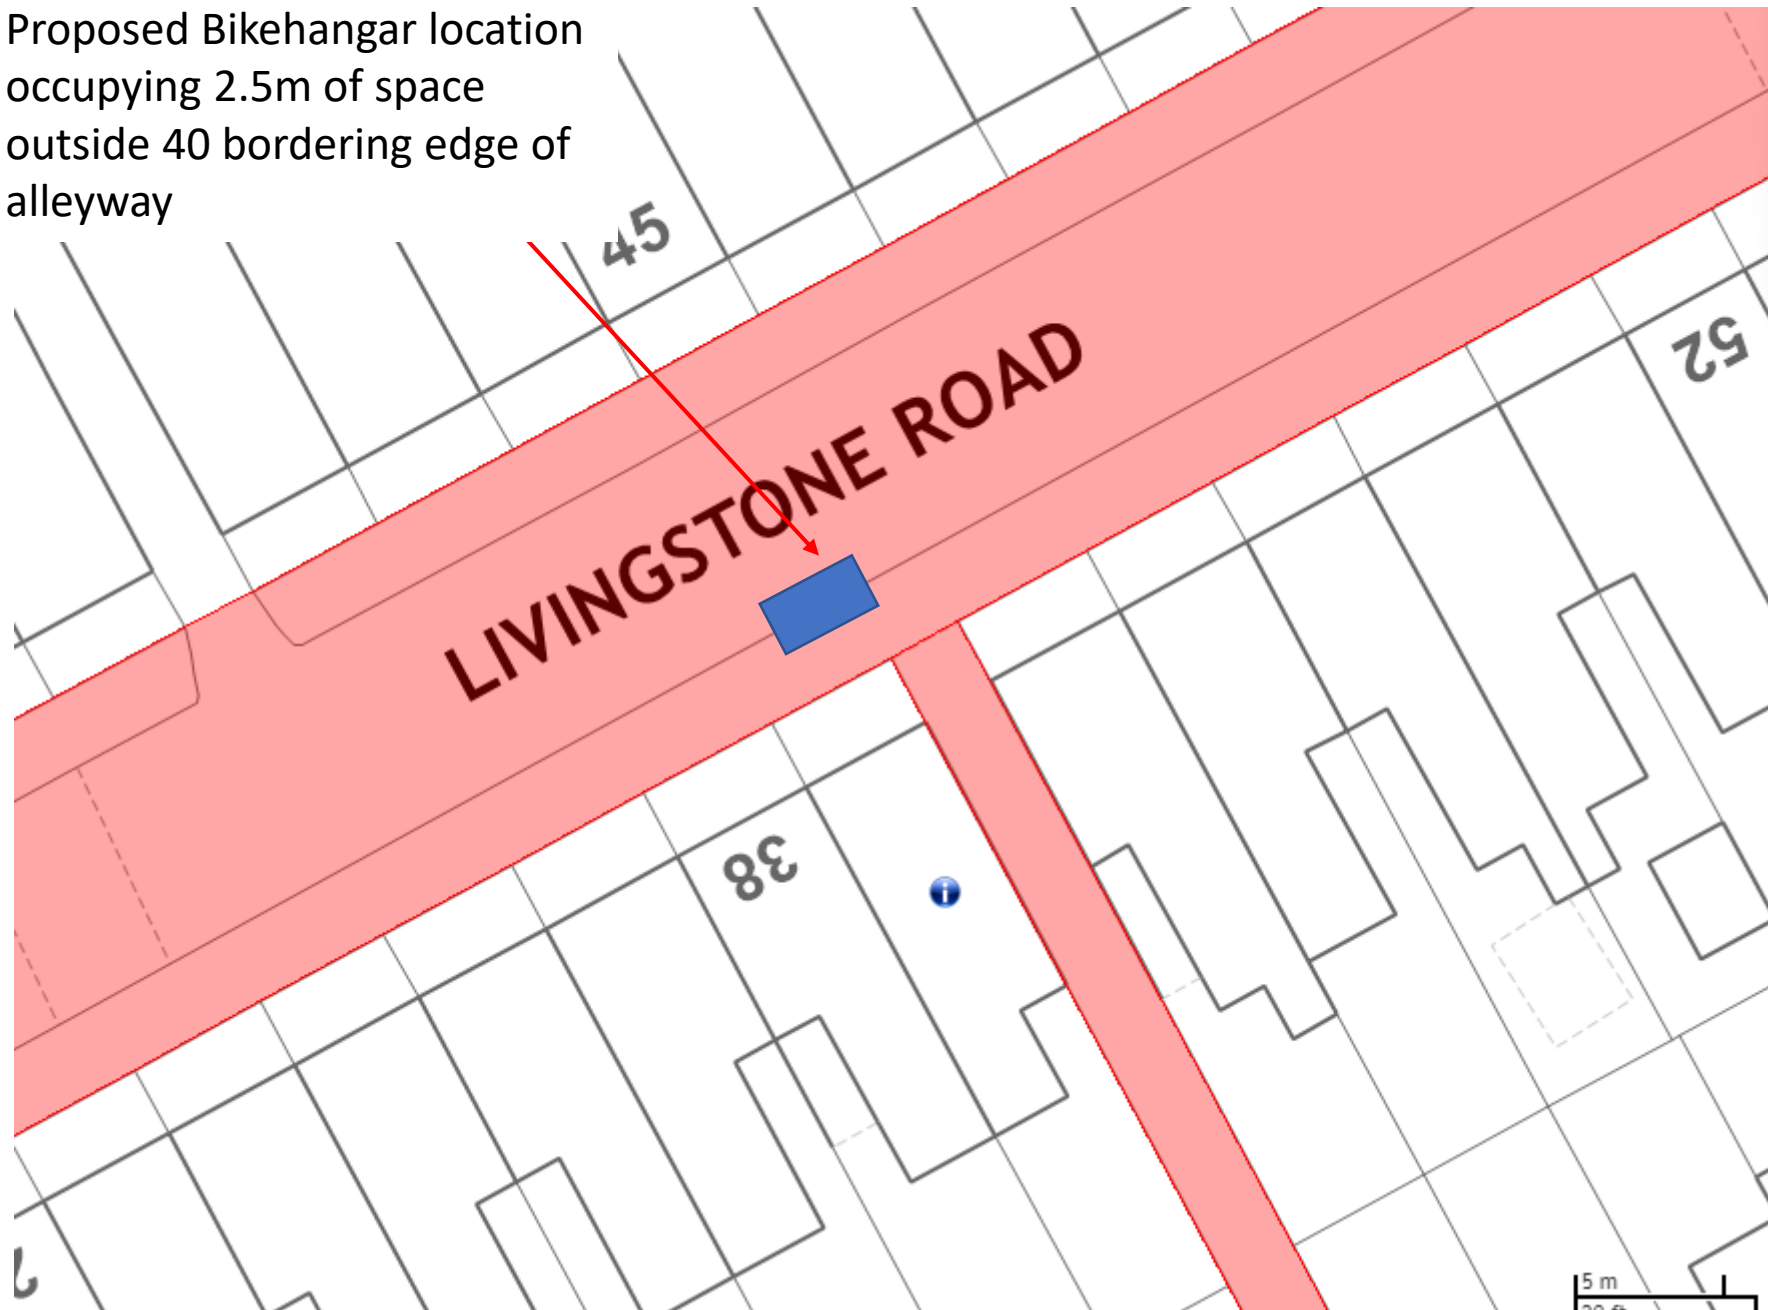 Proposed Bikehangar location
occupying 2.5m of space
outside 40 bordering edge of
alleyway
45
LIVINGSTONE ROAD
52
38
i
5 m